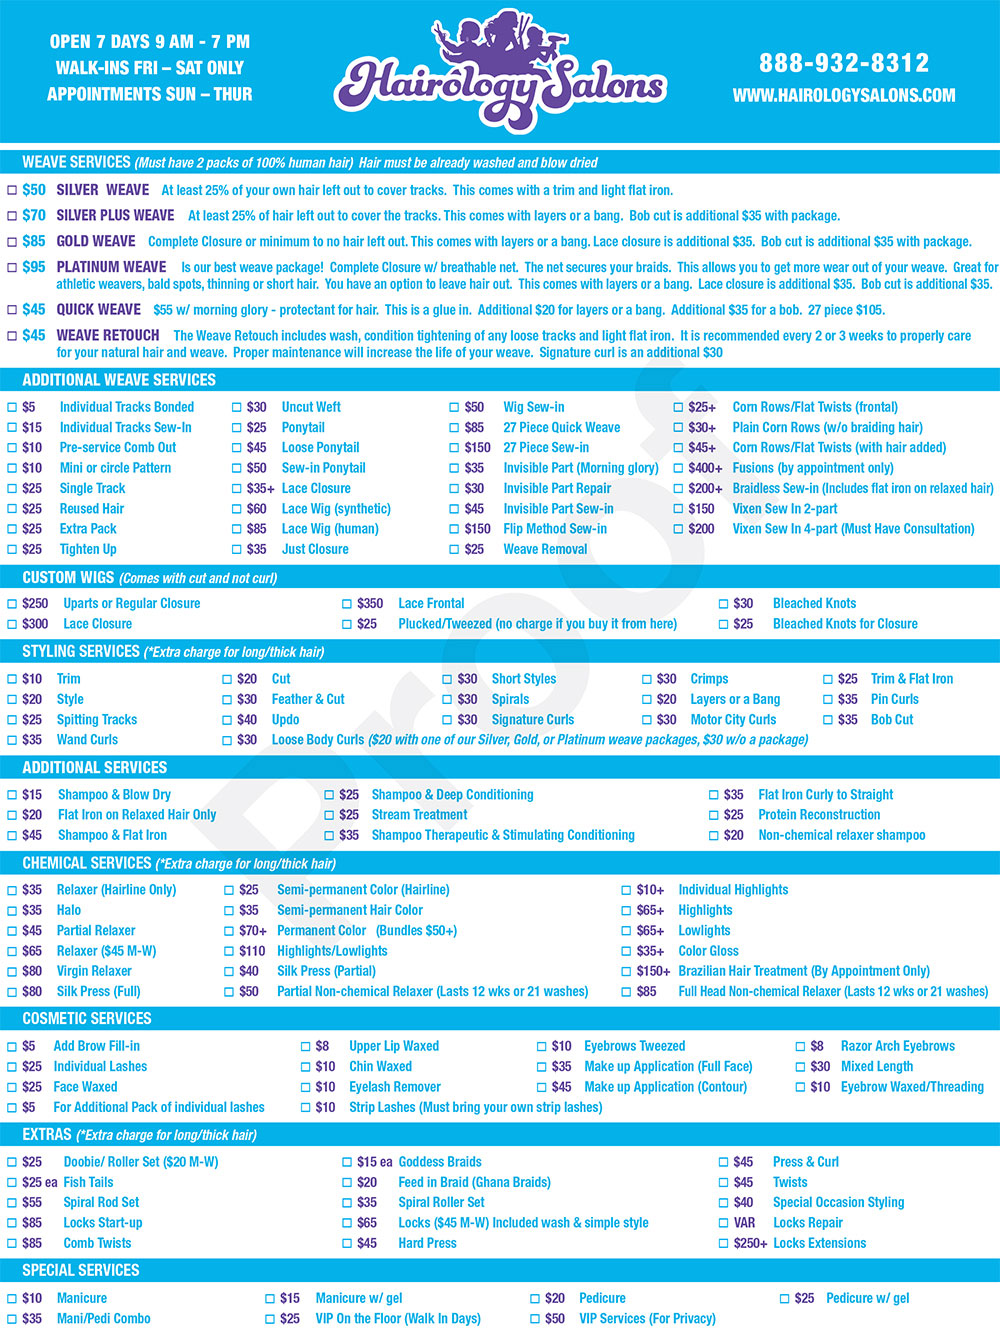 OPEN 7 DAYS 9 AM - 7 PM
WALK-INS FRI – SAT ONLY
APPOINTMENTS SUN – THUR
Hairôlogy Salons
888-932-8312
WWW.HAIROLOGYSALONS.COM
WEAVE SERVICES (Must have 2 packs of 100% human hair) Hair must be already washed and blow dried
$50 SILVER WEAVE At least 25% of your own hair left out to cover tracks. This comes with a trim and light flat iron.
$70 SILVER PLUS WEAVE At least 25% of hair left out to cover the tracks. This comes with layers or a bang. Bob cut is additional $35 with package.
$85 GOLD WEAVE Complete Closure or minimum to no hair left out. This comes with layers or a bang. Lace closure is additional $35. Bob cut is additional $35 with package.
$95 PLATINUM WEAVE Is our best weave package! Complete Closure w/ breathable net. The net secures your braids. This allows you to get more wear out of your weave. Great for
athletic weavers, bald spots, thinning or short hair. You have an option to leave hair out. This comes with layers or a bang. Lace closure is additional $35. Bob cut is additional $35.
$45 QUICK WEAVE $55 w/ morning glory - protectant for hair. This is a glue in. Additional $20 for layers or a bang. Additional $35 for a bob. 27 piece $105.
$45 WEAVE RETOUCH The Weave Retouch includes wash, condition tightening of any loose tracks and light flat iron. It is recommended every 2 or 3 weeks to properly care
for your natural hair and weave. Proper maintenance will increase the life of your weave. Signature curl is an additional $30
ADDITIONAL WEAVE SERVICES
$5 Individual Tracks Bonded $30 Uncut Weft $50 Wig Sew-in $25+ Corn Rows/Flat Twists (frontal)
$15 Individual Tracks Sew-In $25 Ponytail $85 27 Piece Quick Weave $30+ Plain Corn Rows (w/o braiding hair)
$10 Pre-service Comb Out $45 Loose Ponytail $150 27 Piece Sew-in $45+ Corn Rows/Flat Twists (with hair added)
$10 Mini or circle Pattern $50 Sew-in Ponytail $35 Invisible Part (Morning glory) $400+ Fusions (by appointment only)
$25 Single Track $35+ Lace Closure $30 Invisible Part Repair $200+ Braidless Sew-in (Includes flat iron on relaxed hair)
$25 Reused Hair $60 Lace Wig (synthetic) $45 Invisible Part Sew-in $150 Vixen Sew In 2-part
$25 Extra Pack $85 Lace Wig (human) $150 Flip Method Sew-in $200 Vixen Sew In 4-part (Must Have Consultation)
$25 Tighten Up $35 Just Closure $25 Weave Removal
CUSTOM WIGS (Comes with cut and not curl)
$250 Uparts or Regular Closure $350 Lace Frontal $30 Bleached Knots
$300 Lace Closure $25 Plucked/Tweezed (no charge if you buy it from here) $25 Bleached Knots for Closure
STYLING SERVICES (*Extra charge for long/thick hair)
$10 Trim $20 Cut $30 Short Styles $30 Crimps $25 Trim & Flat Iron
$20 Style $30 Feather & Cut $30 Spirals $20 Layers or a Bang $35 Pin Curls
$25 Spitting Tracks $40 Updo $30 Signature Curls $30 Motor City Curls $35 Bob Cut
$35 Wand Curls $30 Loose Body Curls ($20 with one of our Silver, Gold, or Platinum weave packages, $30 w/o a package)
ADDITIONAL SERVICES
$15 Shampoo & Blow Dry $25 Shampoo & Deep Conditioning $35 Flat Iron Curly to Straight
$20 Flat Iron on Relaxed Hair Only $25 Stream Treatment $25 Protein Reconstruction
$45 Shampoo & Flat Iron $35 Shampoo Therapeutic & Stimulating Conditioning $20 Non-chemical relaxer shampoo
CHEMICAL SERVICES (*Extra charge for long/thick hair)
$35 Relaxer (Hairline Only) $25 Semi-permanent Color (Hairline) $10+ Individual Highlights
$35 Halo $35 Semi-permanent Hair Color $65+ Highlights
$45 Partial Relaxer $70+ Permanent Color (Bundles $50+) $65+ Lowlights
$65 Relaxer ($45 M-W) $110 Highlights/Lowlights $35+ Color Gloss
$80 Virgin Relaxer $40 Silk Press (Partial) $150+ Brazilian Hair Treatment (By Appointment Only)
$80 Silk Press (Full) $50 Partial Non-chemical Relaxer (Lasts 12 wks or 21 washes) $85 Full Head Non-chemical Relaxer (Lasts 12 wks or 21 washes)
COSMETIC SERVICES
$5 Add Brow Fill-in $8 Upper Lip Waxed $10 Eyebrows Tweezed $8 Razor Arch Eyebrows
$25 Individual Lashes $10 Chin Waxed $35 Make up Application (Full Face) $30 Mixed Length
$25 Face Waxed $10 Eyelash Remover $45 Make up Application (Contour) $10 Eyebrow Waxed/Threading
$5 For Additional Pack of individual lashes $10 Strip Lashes (Must bring your own strip lashes)
EXTRAS (*Extra charge for long/thick hair)
$25 Doobie/ Roller Set ($20 M-W) $15 ea Goddess Braids $45 Press & Curl
$25 ea Fish Tails $20 Feed in Braid (Ghana Braids) $45 Twists
$55 Spiral Rod Set $35 Spiral Roller Set $40 Special Occasion Styling
$85 Locks Start-up $65 Locks ($45 M-W) Included wash & simple style VAR Locks Repair
$85 Comb Twists $45 Hard Press $250+ Locks Extensions
SPECIAL SERVICES
$10 Manicure $15 Manicure w/ gel $20 Pedicure $25 Pedicure w/ gel
$35 Mani/Pedi Combo $25 VIP On the Floor (Walk In Days) $50 VIP Services (For Privacy)
Proof